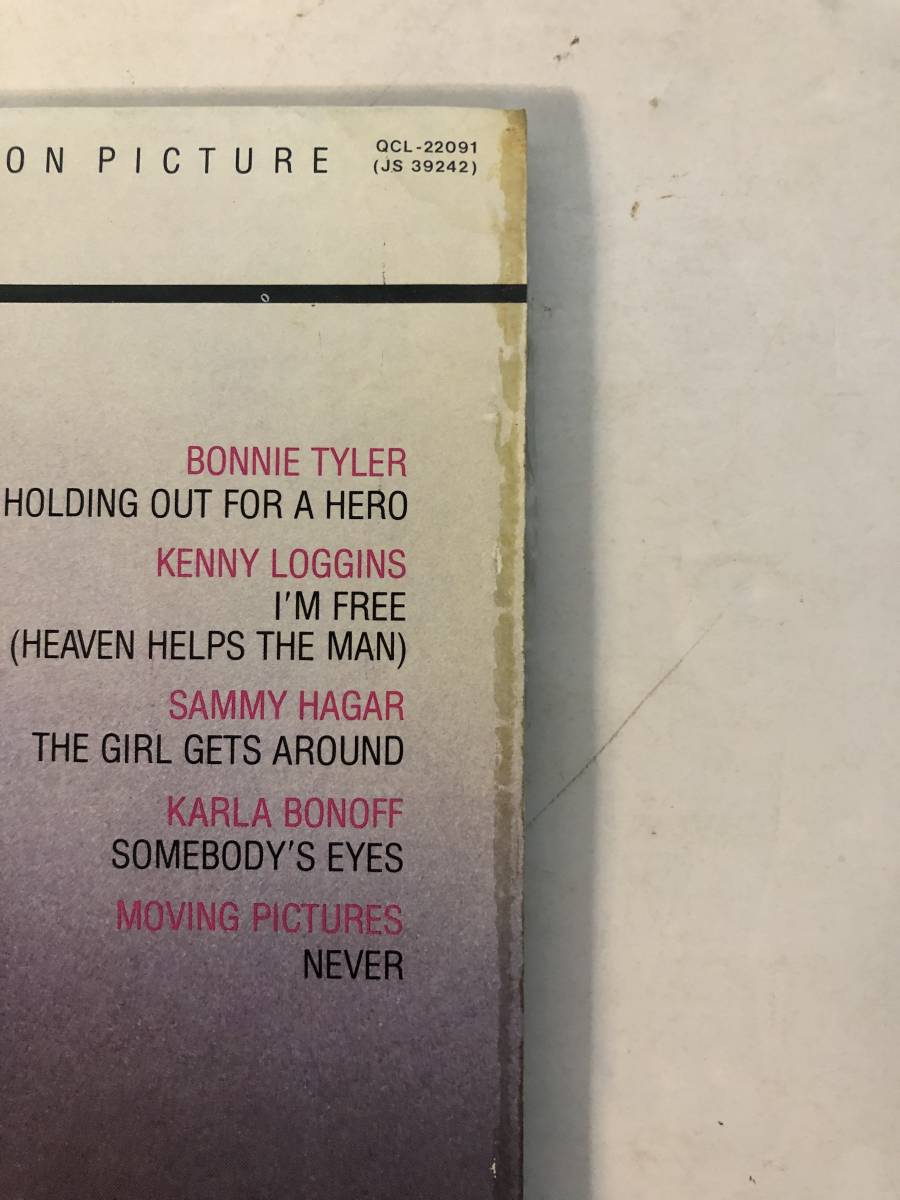 ON PICTURE
QCL-22091
(JS 39242)
BONNIE TYLER
HOLDING OUT FOR A HERO
KENNY LOGGINS
I'M FREE
(HEAVEN HELPS THE MAN)
SAMMY HAGAR
THE GIRL GETS AROUND
KARLA BONOFF
SOMEBODY'S EYES
MOVING PICTURES
NEVER